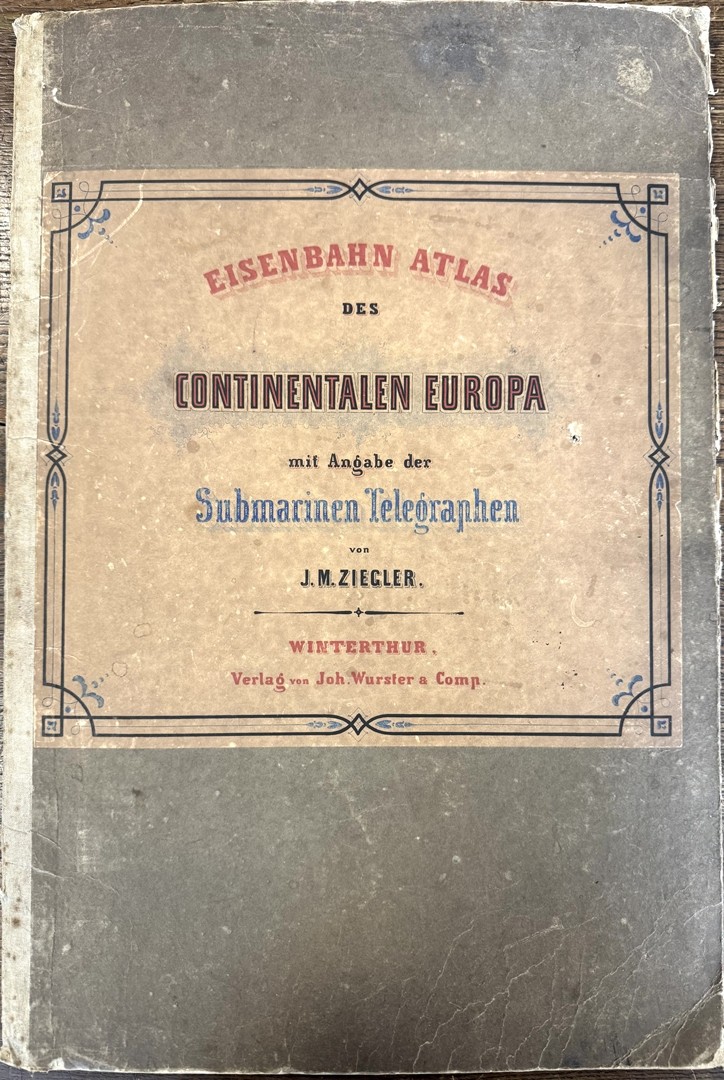 EISENBAHN ATLAS
DES
CONTINENTALEN EUROPA
mit Angabe der
Submarinen Telegraphen
von
J. M. ZIEGLER.
WINTERTHUR,
Verlag von Joh. Wurster & Comp.